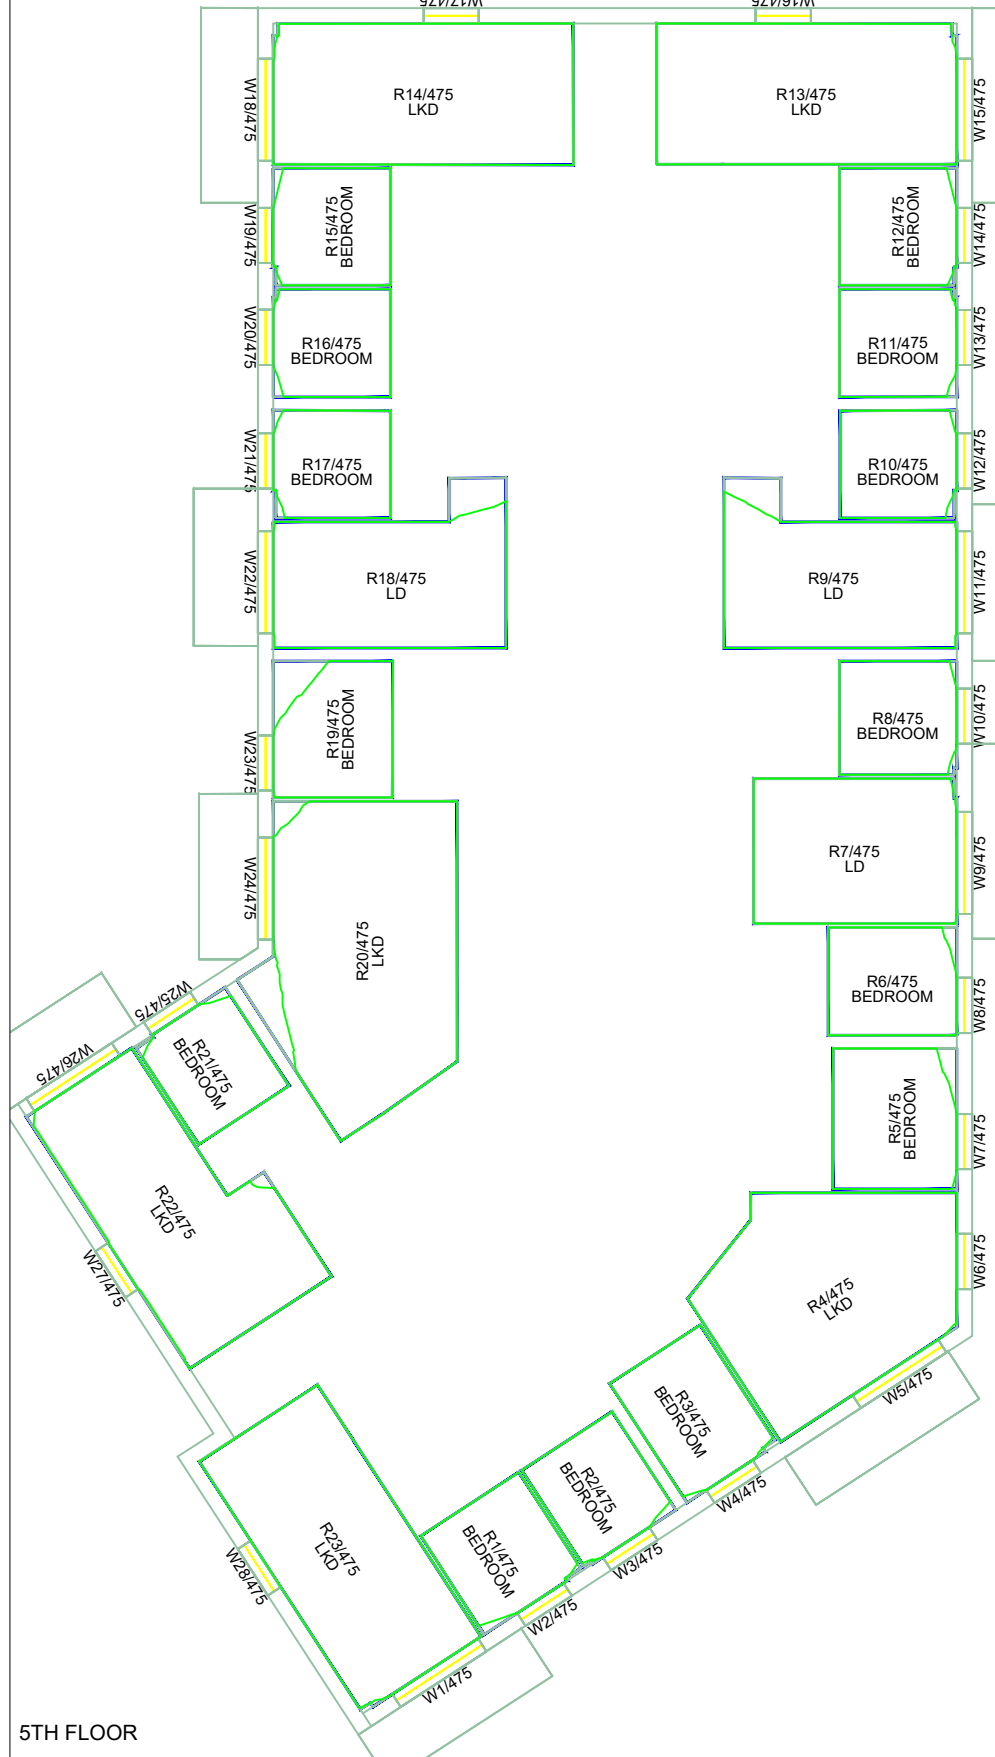 W17/475
W16/475
W18/475
R14/475
LKD
R13/475
LKD
W15/475
W19/475
R15/475
BEDROOM
R12/475
BEDROOM
W14/475
W20/475
R16/475
BEDROOM
R11/475
BEDROOM
W13/475
W21/475
R17/475
BEDROOM
R10/475
BEDROOM
W12/475
W22/475
R18/475
LD
R9/475
LD
W11/475
W23/475
R19/475
BEDROOM
R8/475
BEDROOM
W10/475
W24/475
R20/475
LKD
R7/475
LD
W9/475
W25/475
R6/475
BEDROOM
W8/475
W26/475
R21/475
BEDROOM
R5/475
BEDROOM
W7/475
R22/475
LKD
W27/475
R4/475
LKD
W6/475
W5/475
R3/475
BEDROOM
W4/475
R2/475
BEDROOM
W3/475
R1/475
BEDROOM
W2/475
R23/475
LKD
W28/475
W1/475
5TH FLOOR